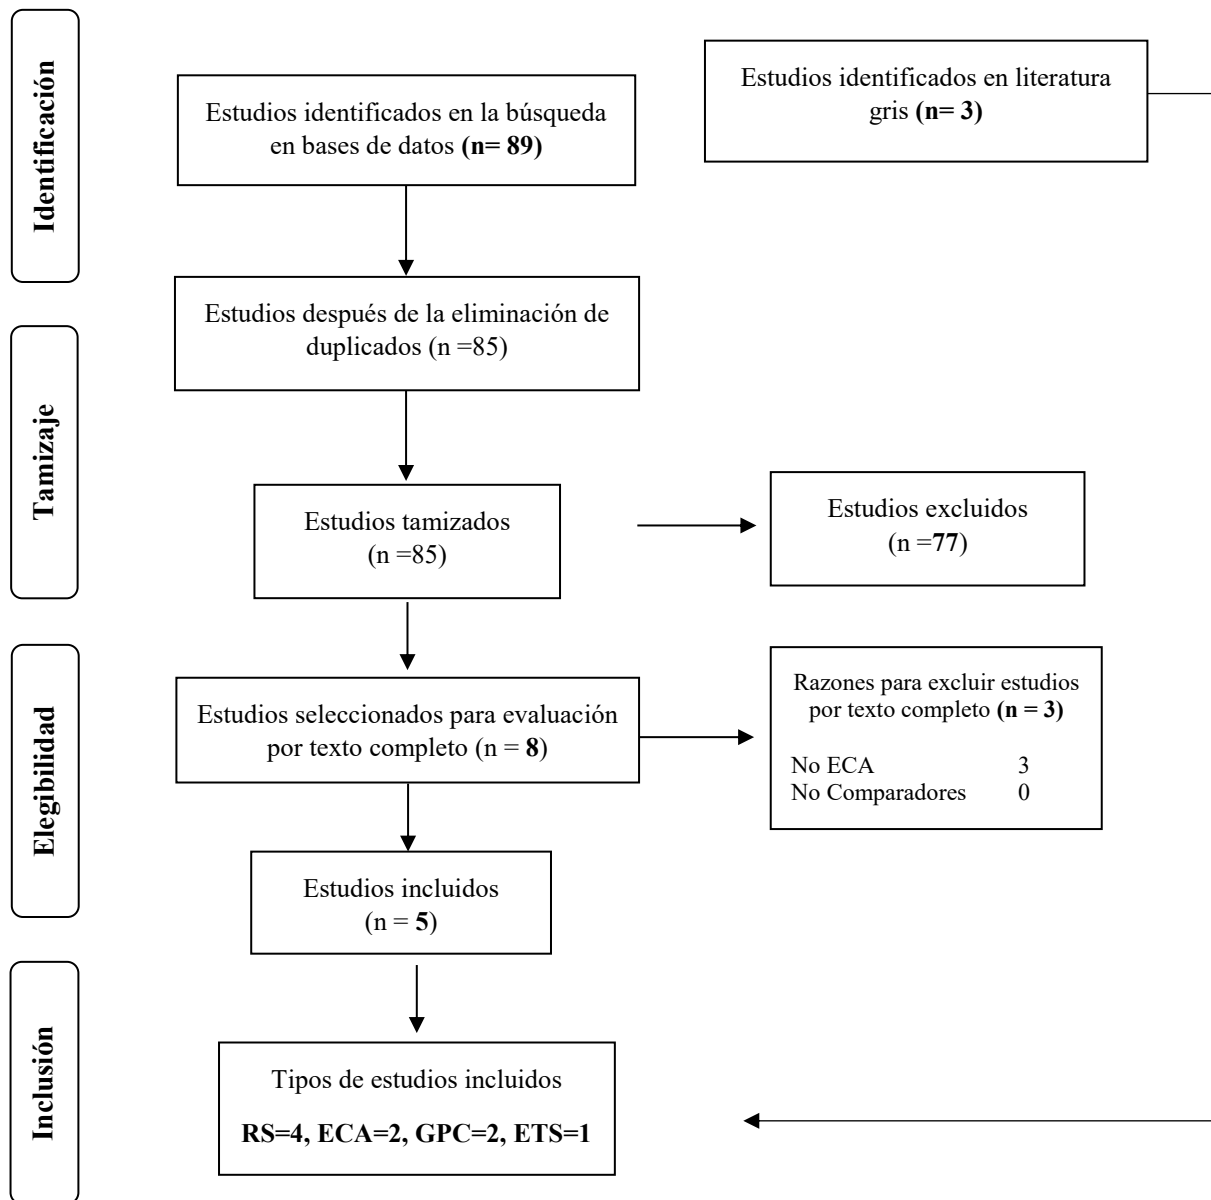 Identificación
Estudios identificados en la búsqueda
en bases de datos (n= 89)
Estudios identificados en literatura
gris (n= 3)
Estudios después de la eliminación de
duplicados (n =85)
Tamizaje
Estudios tamizados
(n =85)
Estudios excluidos
(n =77)
Elegibilidad
Estudios seleccionados para evaluación
por texto completo (n = 8)
Razones para excluir estudios
por texto completo (n = 3)
No ECA 3
No Comparadores 0
Estudios incluidos
(n = 5)
Inclusión
Tipos de estudios incluidos
RS=4, ECA=2, GPC=2, ETS=1